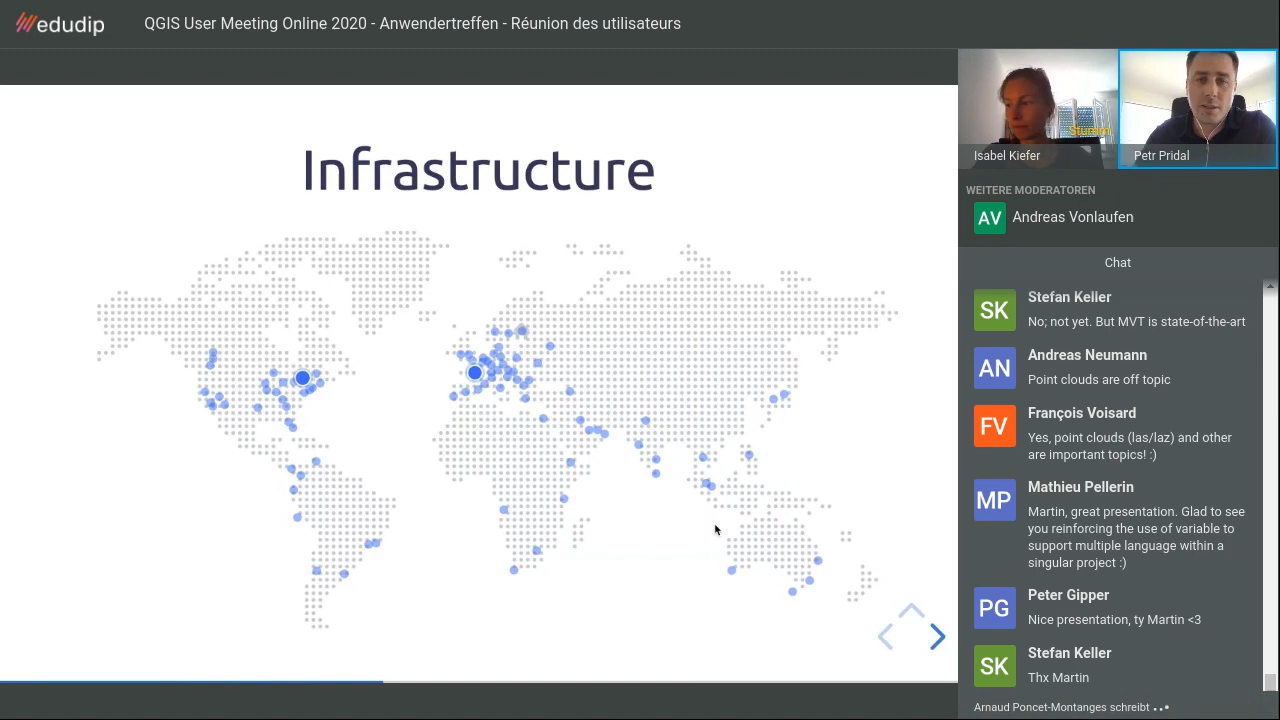 edudip
QGIS User Meeting Online 2020 - Anwendertreffen - Réunion des utilisateurs
Infrastructure
Stumm
Isabel Kiefer
Petr Pridal
WEITERE MODERATOREN
AV
Andreas Vonlaufen
Chat
SK
Stefan Keller
No; not yet. But MVT is state-of-the-art
AN
Andreas Neumann
Point clouds are off topic
FV
François Voisard
Yes, point clouds (las/laz) and other
are important topics! :)
MP
Mathieu Pellerin
Martin, great presentation. Glad to see
you reinforcing the use of variable to
support multiple language within a
singular project :)
PG
Peter Gipper
Nice presentation, ty Martin <3
SK
Stefan Keller
Thx Martin
Arnaud Poncet-Montanges schreibt